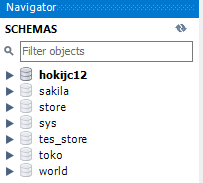 Navigator
SCHEMAS
Filter objects
hokijc12
sakila
store
sys
tes_store
toko
world